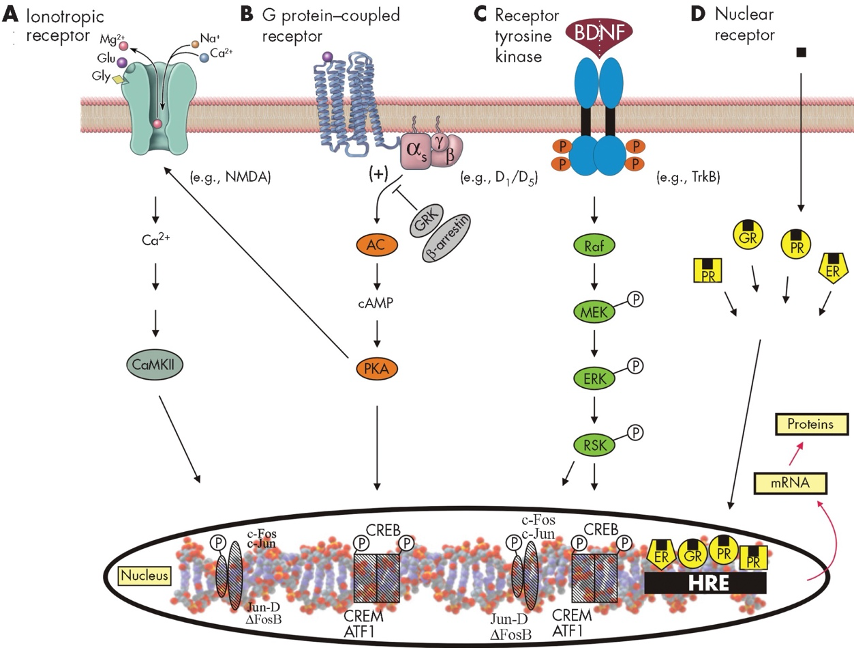 A Ionotropic
receptor
Mg2+
Na+
Glu
Ca2+
Gly
(e.g., NMDA)
Ca2+
CaMKII
B G protein–coupled
receptor
αs
γ
β
(+)
(e.g., D1/D5)
GRK
β-arrestin
AC
cAMP
PKA
C Receptor
tyrosine
kinase
BDNF
P
P
P
P
(e.g., TrkB)
Raf
MEK
P
ERK
P
RSK
P
D Nuclear
receptor
GR
PR
PR
ER
Proteins
mRNA
Nucleus
P
c-Fos
c-Jun
Jun-D
ΔFosB
CREB
P
P
CREM
ATF1
c-Fos
c-Jun
P
Jun-D
ΔFosB
CREB
P
P
CREM
ATF1
ER
GR
PR
PR
HRE